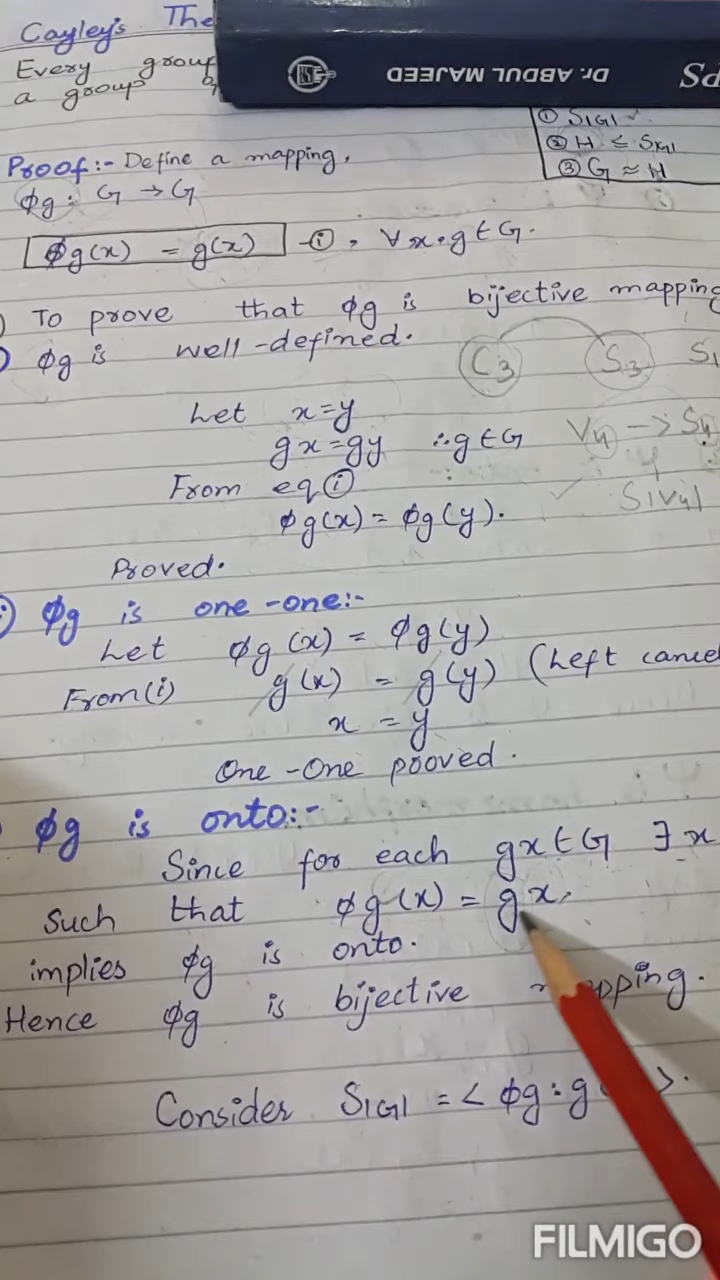 Cayley's The
Every group
a group
Dr. ABDUL MAJEED
PS
① S|G| ✓
② H ≤ S|G|
③ G ≈ H
Proof:- Define a mapping,
ϕg : G → G
ϕg(x) = g(x) -①, ∀ x, g ∈ G.
To prove that ϕg is bijective mapping
ϕg is well-defined.
C3 S3 S
Let x = y
gx = gy ∴ g ∈ G
V4 → S4
From eq ①
S|V4|
ϕg(x) = ϕg(y).
Proved.
ϕg is one-one:-
Let ϕg(x) = ϕg(y)
From (i) g(x) = g(y) (Left cancel
x = y
One-One pooved.
ϕg is onto:-
Since for each gx ∈ G ∃ x
Such that ϕg(x) = gx,
implies ϕg is onto.
Hence ϕg is bijective mapping.
Consider S|G| = < ϕg : g >.
FILMIGO